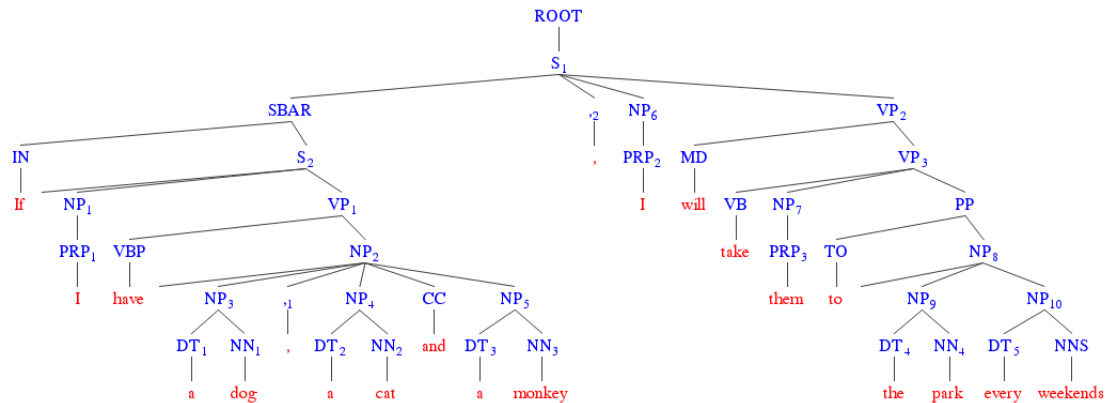 ROOT
S1
SBAR ,2 NP6 VP2
IN S2 , PRP2 MD VP3
If NP1 VP1 I will VB NP7 PP
PRP1 VBP NP2 take PRP3 TO NP8
I have NP3 ,1 NP4 CC NP5 them to NP9 NP10
DT1 NN1 , DT2 NN2 and DT3 NN3 DT4 NN4 DT5 NNS
a dog a cat a monkey the park every weekends